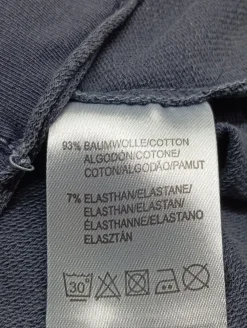 93% BAUMWOLLE/COTTON
ALGODÓN/COTONE/
COTON/ALGODÃO/PAMUT
7% ELASTHAN/ELASTANE/
ELASTHAN/ELASTAN/
ÉLASTHANNE/ELASTANO
ELASZTÁN
30°